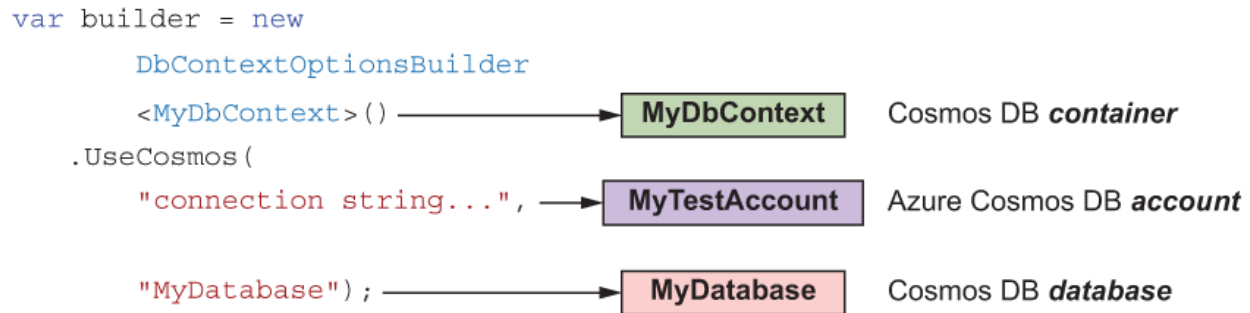 var builder = new
DbContextOptionsBuilder
<MyDbContext>() MyDbContext Cosmos DB container
.UseCosmos(
"connection string...", MyTestAccount Azure Cosmos DB account
"MyDatabase"); MyDatabase Cosmos DB database